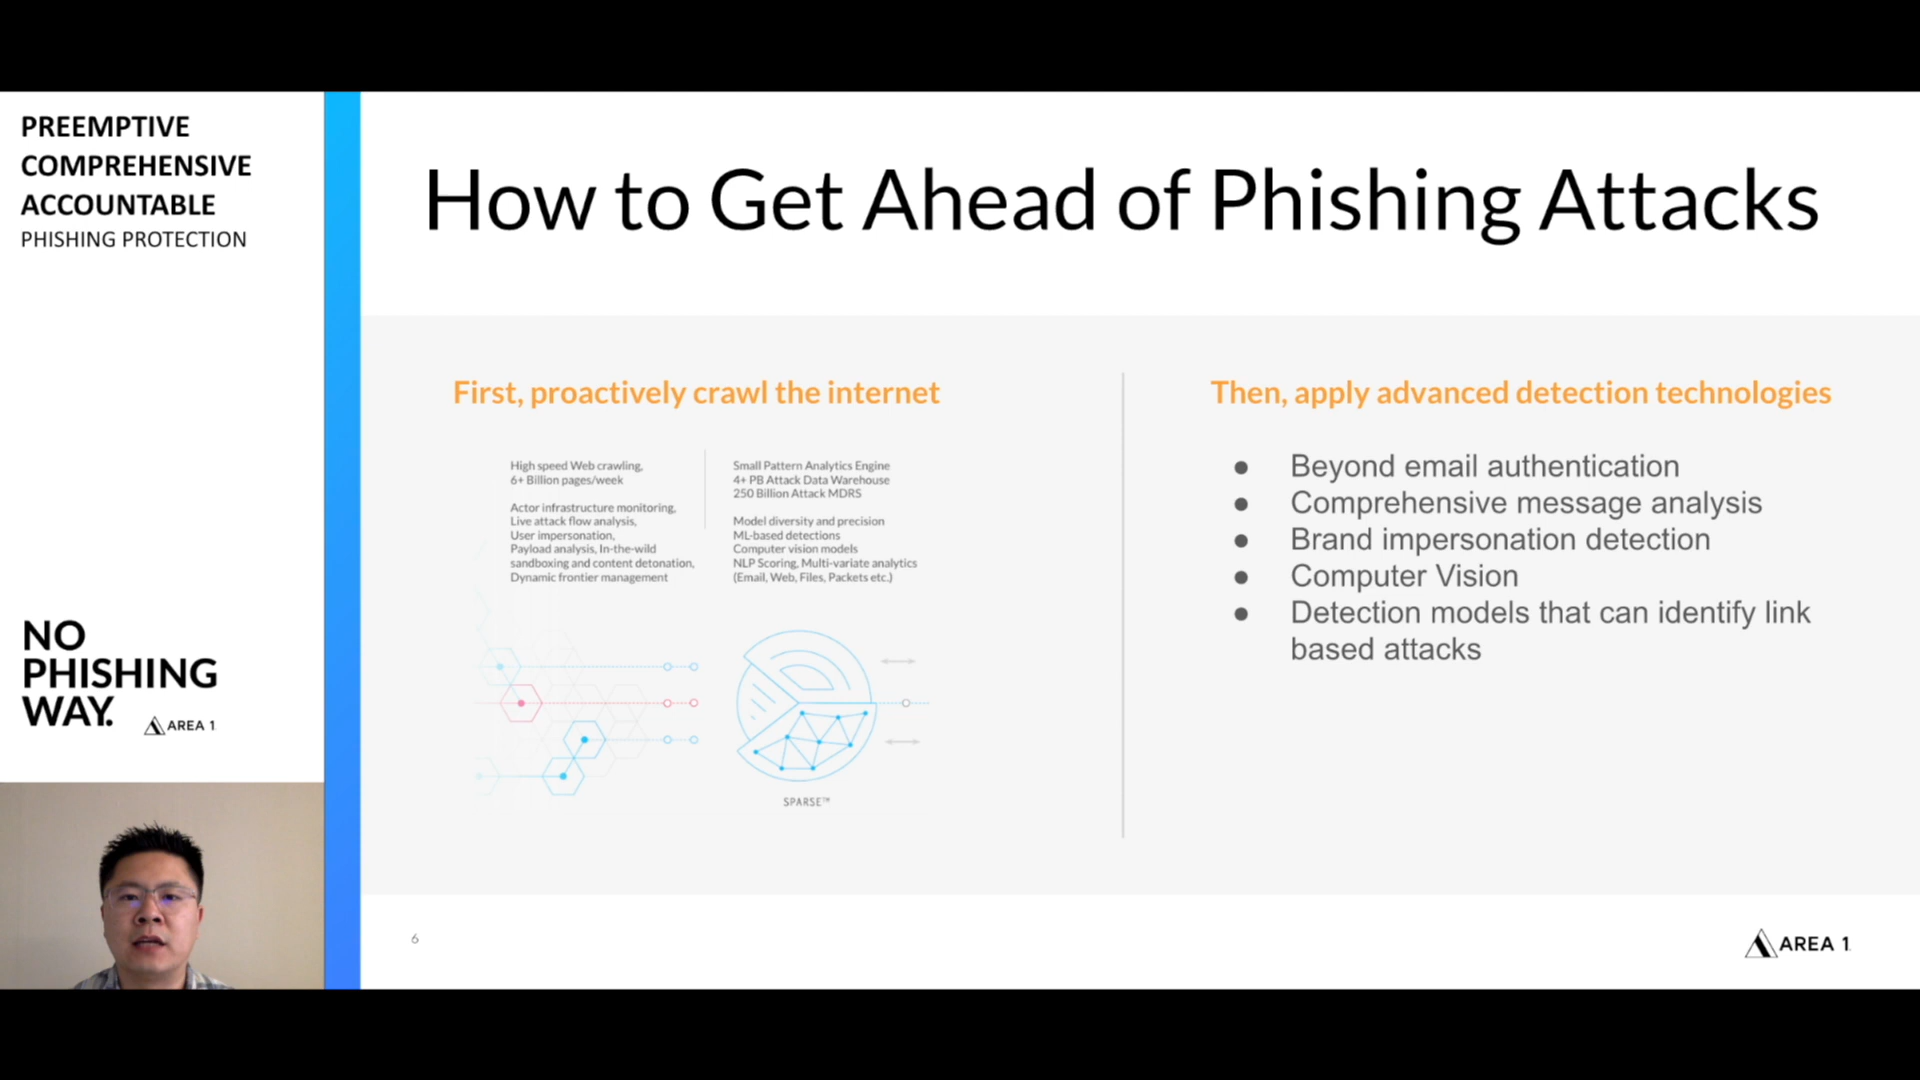 PREEMPTIVE
COMPREHENSIVE
ACCOUNTABLE
PHISHING PROTECTION
NO
PHISHING
WAY.
AREA 1
How to Get Ahead of Phishing Attacks
First, proactively crawl the internet
High speed Web crawling,
6+ Billion pages/week
Actor infrastructure monitoring,
Live attack flow analysis,
User impersonation,
Payload analysis, In-the-wild
sandboxing and content detonation,
Dynamic frontier management
Small Pattern Analytics Engine
4+ PB Attack Data Warehouse
250 Billion Attack MDRS
Model diversity and precision
ML-based detections
Computer vision models
NLP Scoring, Multi-variate analytics
(Email, Web, Files, Packets etc.)
SPARSE™
Then, apply advanced detection technologies
● Beyond email authentication
● Comprehensive message analysis
● Brand impersonation detection
● Computer Vision
● Detection models that can identify link
based attacks
6
AREA 1